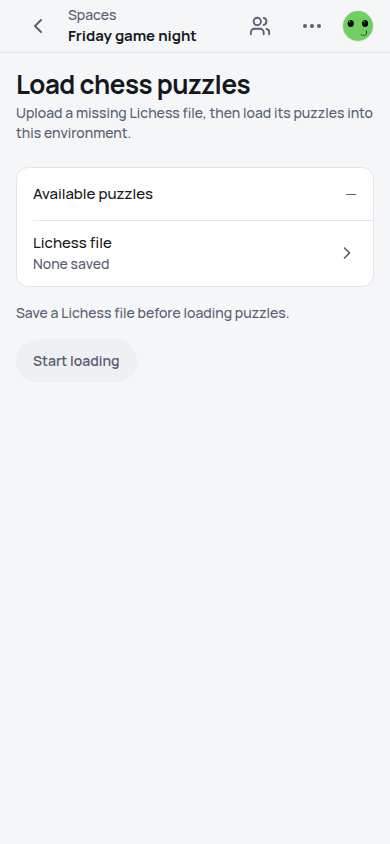 Spaces
Friday game night
Load chess puzzles
Upload a missing Lichess file, then load its puzzles into
this environment.
Available puzzles
–
Lichess file
None saved
Save a Lichess file before loading puzzles.
Start loading